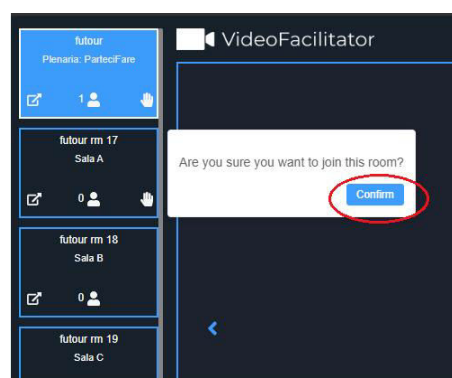 futour
Plenaria: ParteciFare
1
VideoFacilitator
futour rm 17
Sala A
0
Are you sure you want to join this room?
Confirm
futour rm 18
Sala B
0
futour rm 19
Sala C